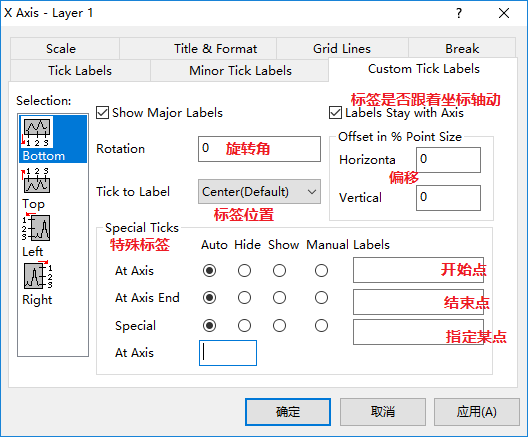 X Axis - Layer 1
Scale
Title & Format
Grid Lines
Break
Tick Labels
Minor Tick Labels
Custom Tick Labels
Selection:
Bottom
Top
Left
Right
Show Major Labels
标签是否跟着坐标轴动
Labels Stay with Axis
Rotation
0
旋转角
Offset in % Point Size
Horizonta
0
偏移
Vertical
0
Tick to Label
Center(Default)
标签位置
Special Ticks
特殊标签
Auto Hide Show Manual Labels
At Axis
开始点
At Axis End
结束点
Special
指定某点
At Axis
确定
取消
应用(A)